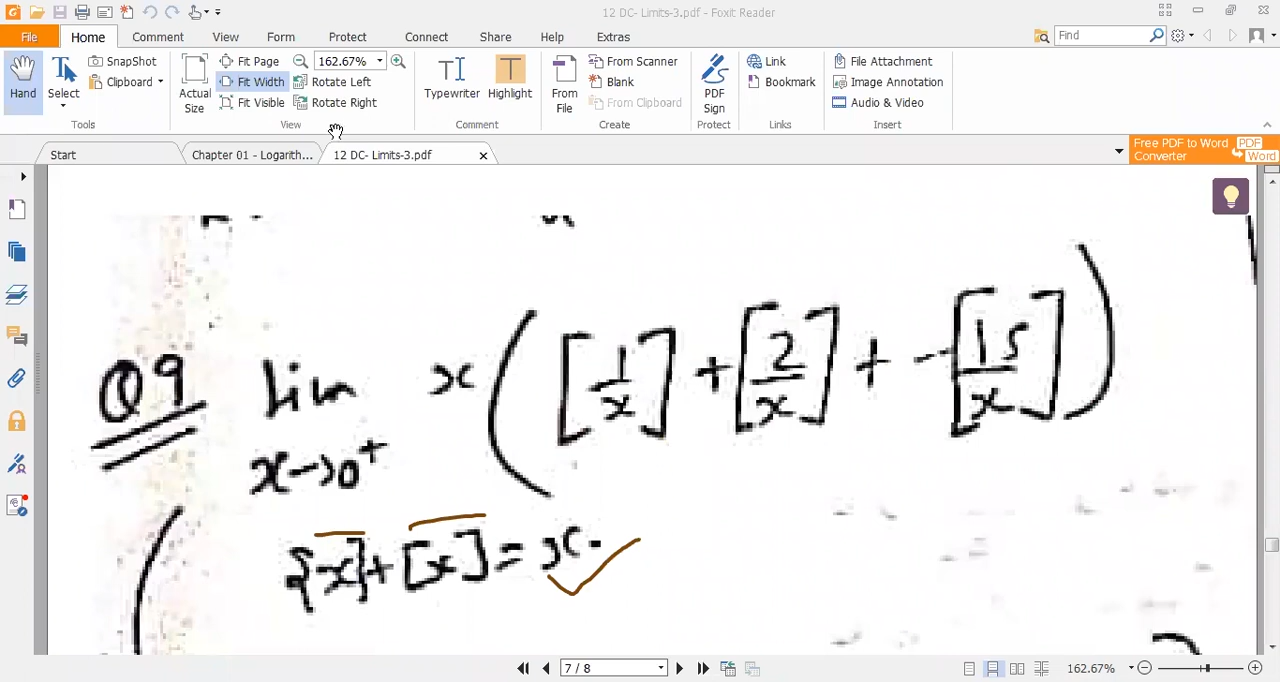 12 DC- Limits-3.pdf - Foxit Reader
File Home Comment View Form Protect Connect Share Help Extras Find
Hand Select SnapShot Clipboard Actual Size Fit Page Fit Width Fit Visible 162.67% Rotate Left Rotate Right Typewriter Highlight From File From Scanner Blank From Clipboard PDF Sign Link Bookmark File Attachment Image Annotation Audio & Video
Tools View Comment Create Protect Links Insert
Start Chapter 01 - Logarith... 12 DC- Limits-3.pdf Free PDF to Word Converter PDF Word
Q9 lim x→0+ x([1/x] + [2/x] + --[15/x])
{x}+[x]=x.
7 / 8 162.67%